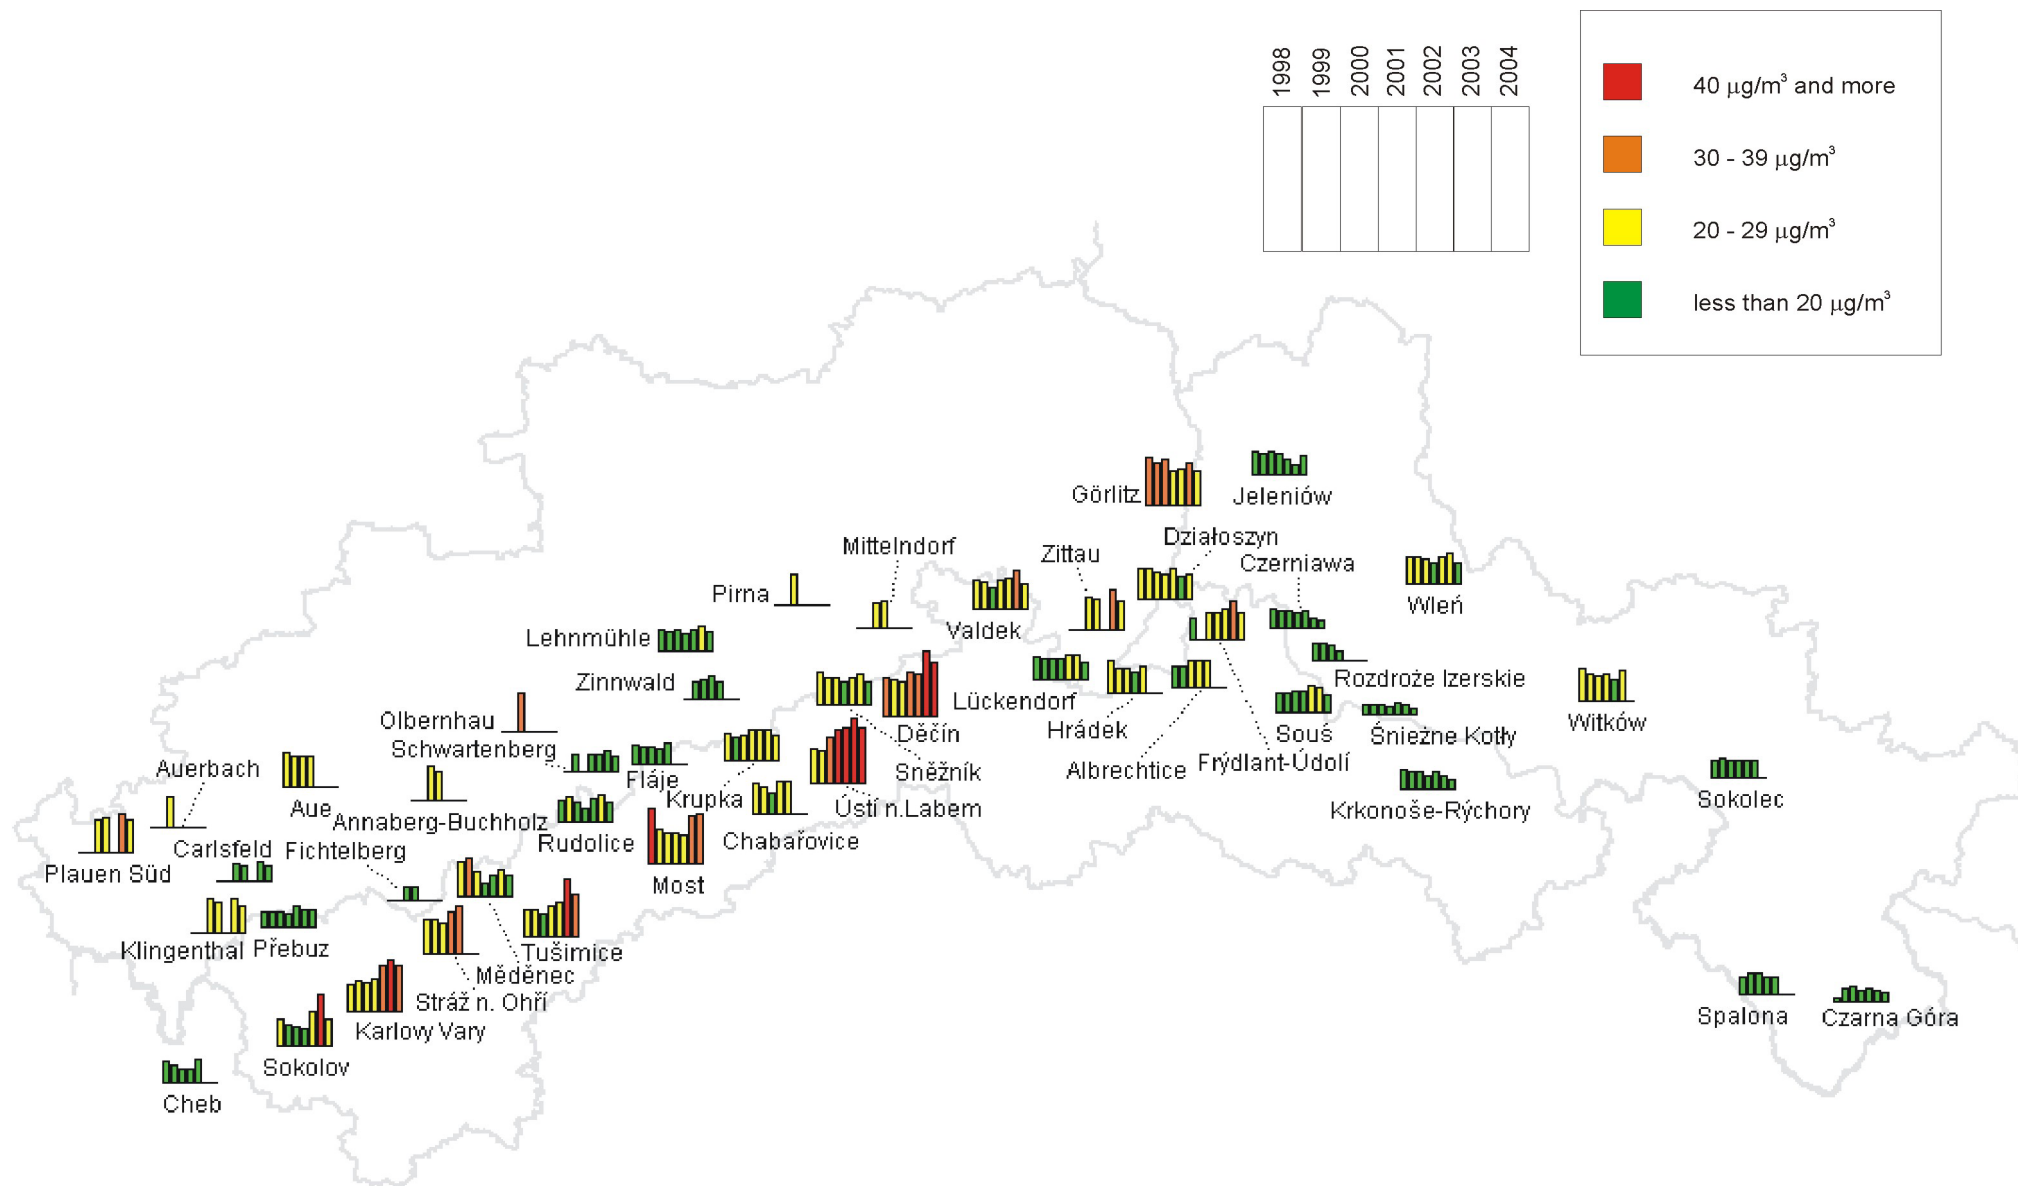 1998
1999
2000
2001
2002
2003
2004
40 µg/m³ and more
30 - 39 µg/m³
20 - 29 µg/m³
less than 20 µg/m³
Görlitz
Jeleniów
Działoszyn
Mittelndorf
Zittau
Czerniawa
Pirna
Wleń
Valdek
Lehnmühle
Zinnwald
Rozdroże Izerskie
Lückendorf
Olbernhau
Hrádek
Witków
Děčín
Souš
Śnieżne Kotły
Schwartenberg
Frýdlant-Údolí
Auerbach
Albrechtice
Sněžník
Fláje
Krupka
Sokolec
Aue
Annaberg-Buchholz
Ústí n.Labem
Krkonoše-Rýchory
Rudolice
Chabařovice
Carlsfeld
Fichtelberg
Plauen Süd
Most
Klingenthal
Přebuz
Tušimice
Měděnec
Stráž n. Ohří
Spalona
Czarna Góra
Karlovy Vary
Sokolov
Cheb